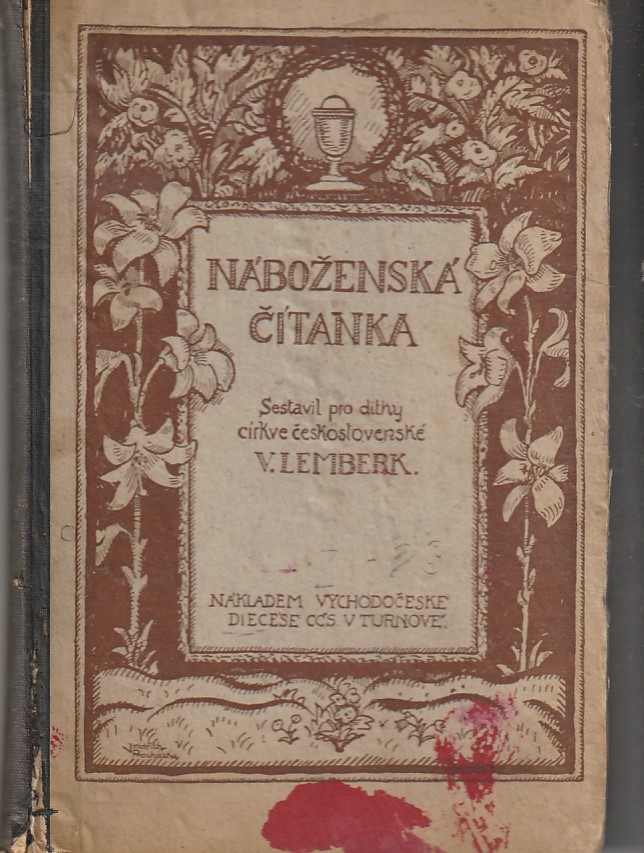 NÁBOŽENSKÁ
ČÍTANKA
Sestavil pro dítky
církve československé
V. LEMBERK.
NÁKLADEM VÝCHODOČESKÉ
DIECÉSE CČS. V TURNOVĚ.